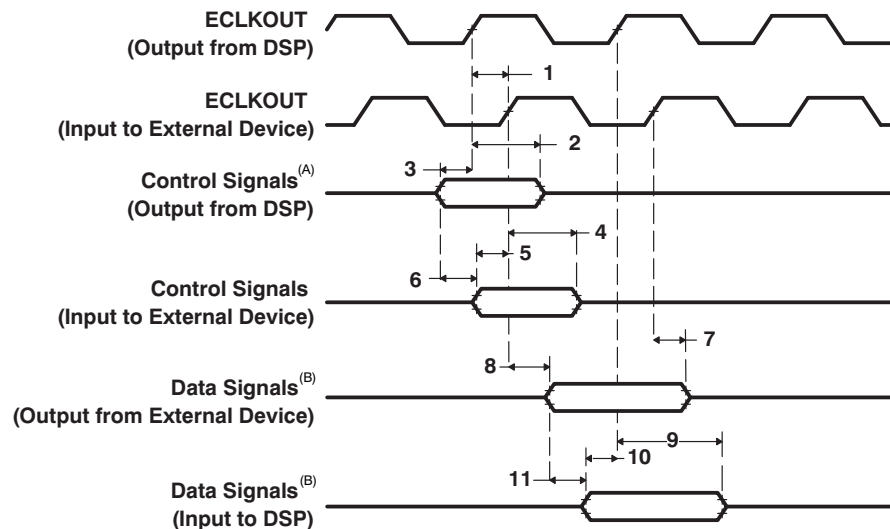 ECLKOUT
(Output from DSP)
1
ECLKOUT
(Input to External Device)
2
3
Control Signals(A)
(Output from DSP)
4
5
6
Control Signals
(Input to External Device)
7
8
Data Signals(B)
(Output from External Device)
9
10
11
Data Signals(B)
(Input to DSP)